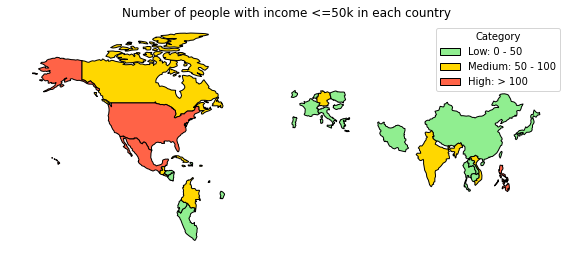 Number of people with income <=50k in each country
Category
Low: 0 - 50
Medium: 50 - 100
High: > 100